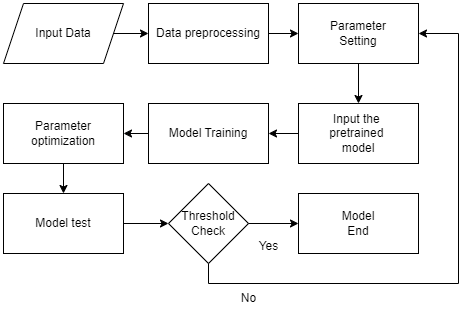 Input Data
Data preprocessing
Parameter
Setting
Parameter
optimization
Model Training
Input the
pretrained
model
Model test
Threshold
Check
Yes
Model
End
No